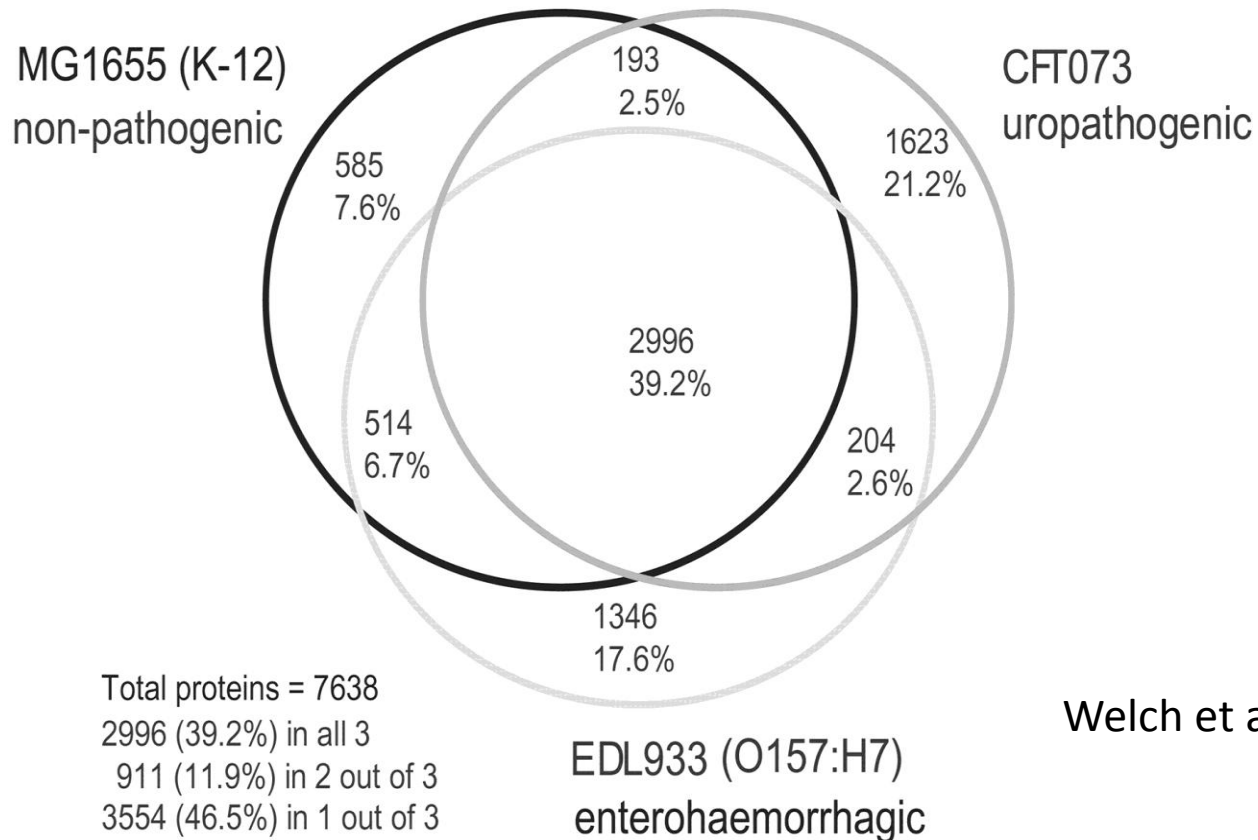 MG1655 (K-12)
non-pathogenic
193
2.5%
CFT073
uropathogenic
585
7.6%
1623
21.2%
2996
39.2%
514
6.7%
204
2.6%
1346
17.6%
Total proteins = 7638
2996 (39.2%) in all 3
911 (11.9%) in 2 out of 3
3554 (46.5%) in 1 out of 3
EDL933 (O157:H7)
enterohaemorrhagic
Welch et a